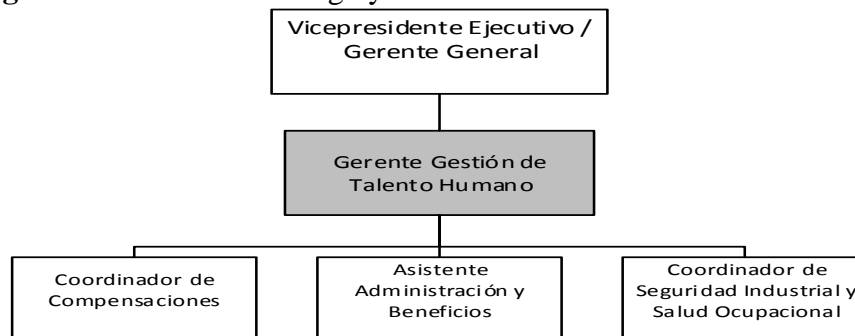 Vicepresidente Ejecutivo /
Gerente General
Gerente Gestión de
Talento Humano
Coordinador de
Compensaciones
Asistente
Administración y
Beneficios
Coordinador de
Seguridad Industrial y
Salud Ocupacional